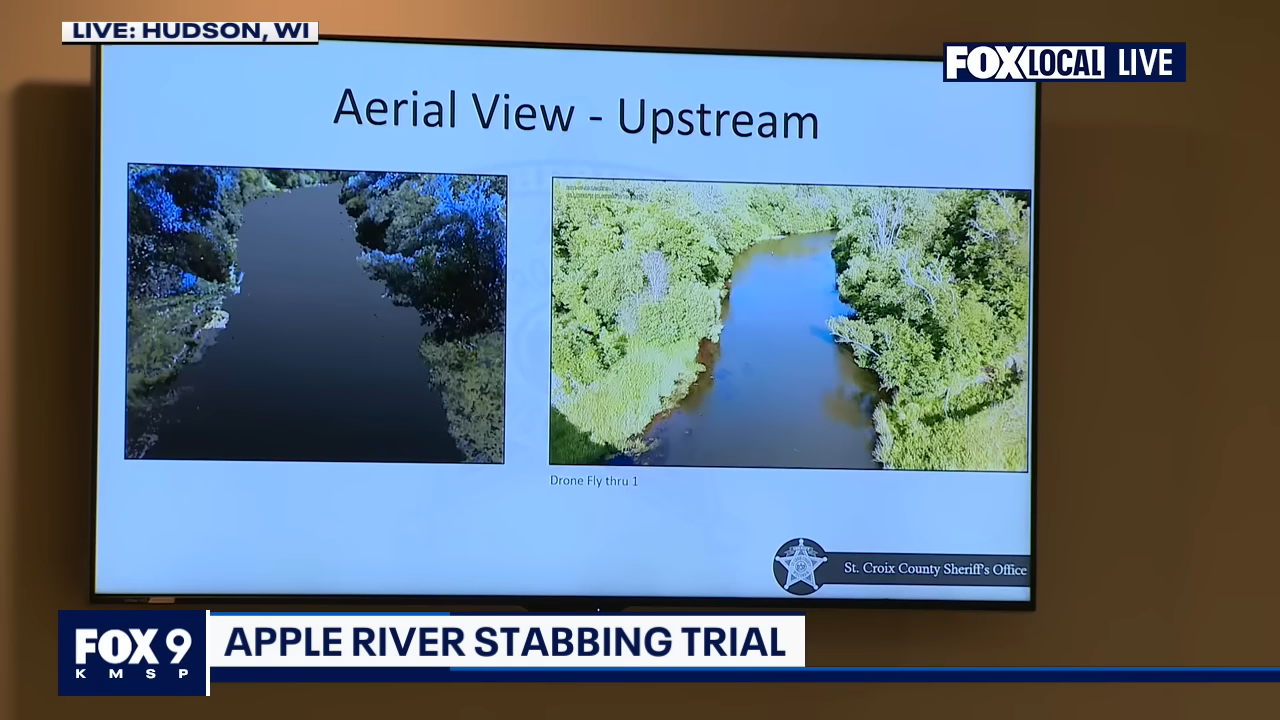 LIVE: HUDSON, WI
FOX LOCAL LIVE
Aerial View - Upstream
Drone Fly thru 1
St. Croix County Sheriff's Office
FOX 9
KMSP
APPLE RIVER STABBING TRIAL